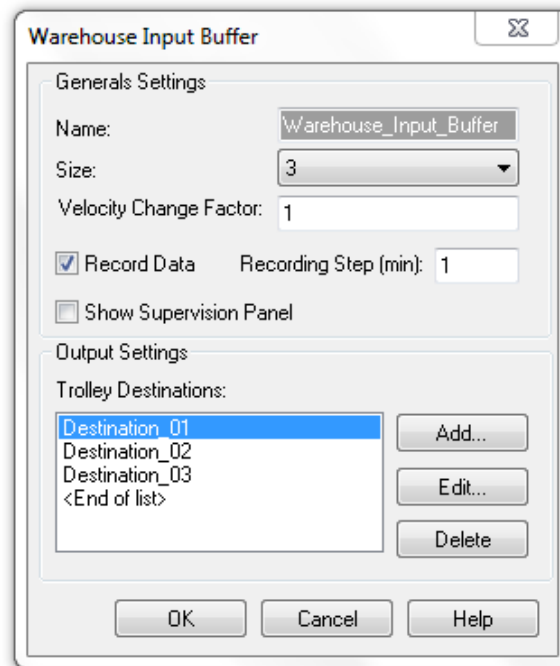 Warehouse Input Buffer
Generals Settings
Name: Warehouse_Input_Buffer
Size: 3
Velocity Change Factor: 1
Record Data Recording Step (min): 1
Show Supervision Panel
Output Settings
Trolley Destinations:
Destination_01
Add...
Destination_02
Destination_03
<End of list>
Edit...
Delete
OK Cancel Help